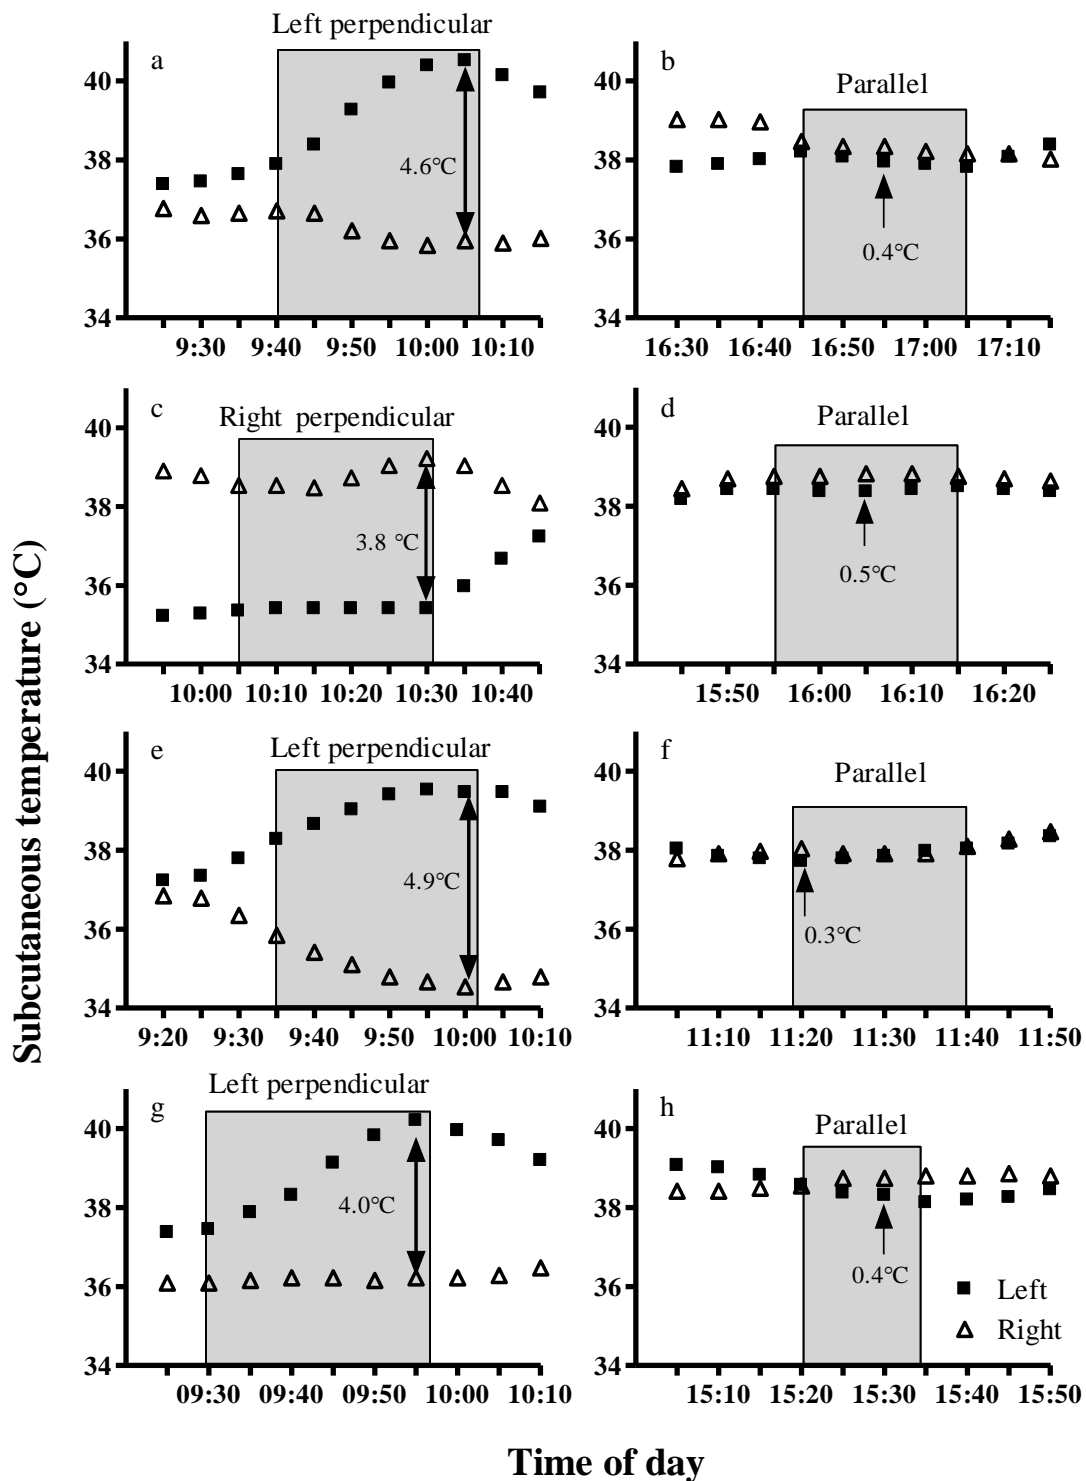 Left perpendicular
a
40
38
36
34
4.6°C
9:30 9:40 9:50 10:00 10:10
b
Parallel
40
38
36
34
0.4°C
16:30 16:40 16:50 17:00 17:10
c
Right perpendicular
40
38
36
34
3.8 °C
10:00 10:10 10:20 10:30 10:40
d
Parallel
40
38
36
34
0.5°C
15:50 16:00 16:10 16:20
e
Left perpendicular
40
38
36
34
4.9°C
9:20 9:30 9:40 9:50 10:00 10:10
f
Parallel
40
38
36
34
0.3°C
11:10 11:20 11:30 11:40 11:50
Left perpendicular
g
40
38
36
34
4.0°C
09:30 09:40 09:50 10:00 10:10
h
Parallel
40
38
36
34
0.4°C
Left
Right
15:10 15:20 15:30 15:40 15:50
Subcutaneous temperature (°C)
Time of day